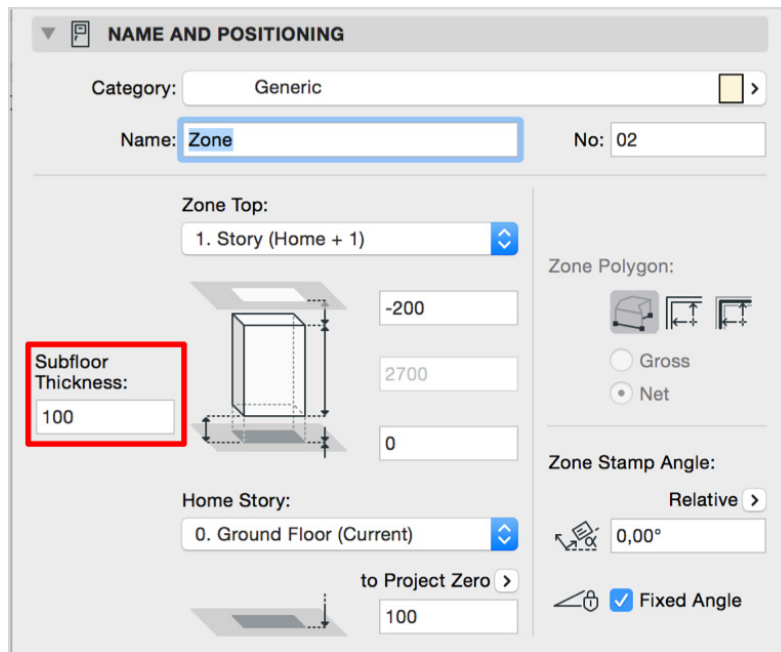 NAME AND POSITIONING
Category: Generic
Name: Zone No: 02
Zone Top:
1. Story (Home + 1)
Zone Polygon:
-200
Subfloor
Thickness:
2700
Gross
100
Net
0
Zone Stamp Angle:
Home Story:
Relative
0. Ground Floor (Current)
α
0,00°
to Project Zero
Fixed Angle
100